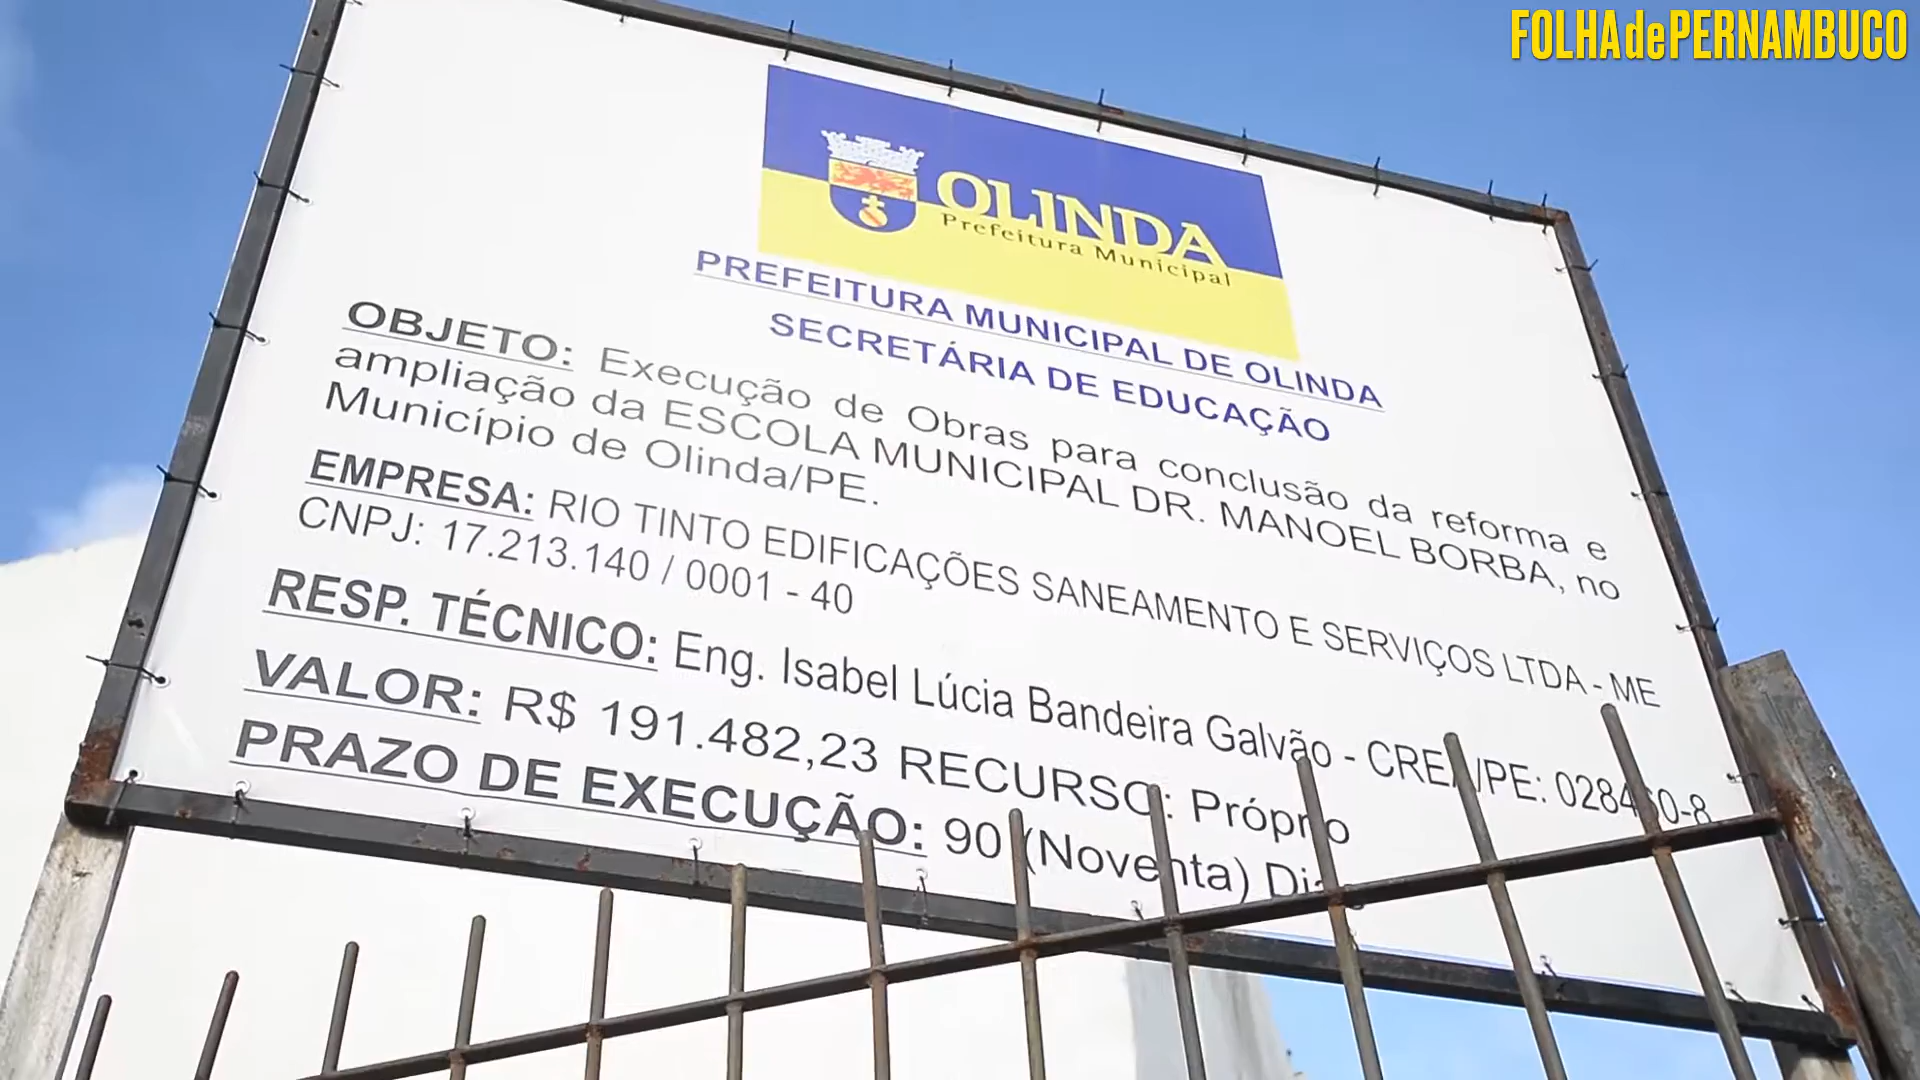 FOLHAdePERNAMBUCO
OLINDA
Prefeitura Municipal
PREFEITURA MUNICIPAL DE OLINDA
SECRETÁRIA DE EDUCAÇÃO
OBJETO: Execução de Obras para conclusão da reforma e
ampliação da ESCOLA MUNICIPAL DR. MANOEL BORBA, no
Município de Olinda/PE.
EMPRESA: RIO TINTO EDIFICAÇÕES SANEAMENTO E SERVIÇOS LTDA - ME
CNPJ: 17.213.140 / 0001 - 40
RESP. TÉCNICO: Eng. Isabel Lúcia Bandeira Galvão - CREA/PE:
VALOR: R$ 191.482,23 RECURSO: Próprio
PRAZO DE EXECUÇÃO: 90 (Noventa) Dias